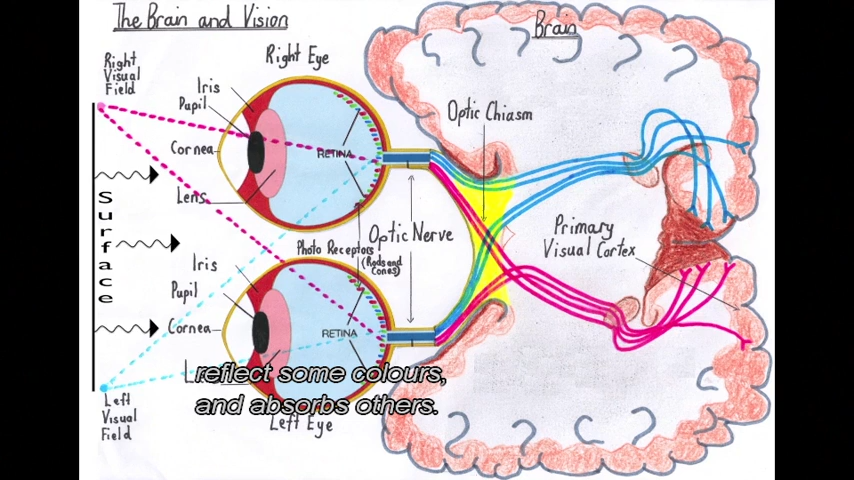 The Brain and Vision
Brain
Right Eye
Right
Visual
Field
Iris
Pupil
Cornea
Lens
RETINA
Optic Chiasm
Surface
Photo Receptors
(Rods and
Cones)
Optic Nerve
Primary
Visual Cortex
Iris
Pupil
Cornea
RETINA
reflect some colours,
and absorbs others.
Left Eye
Left
Visual
Field